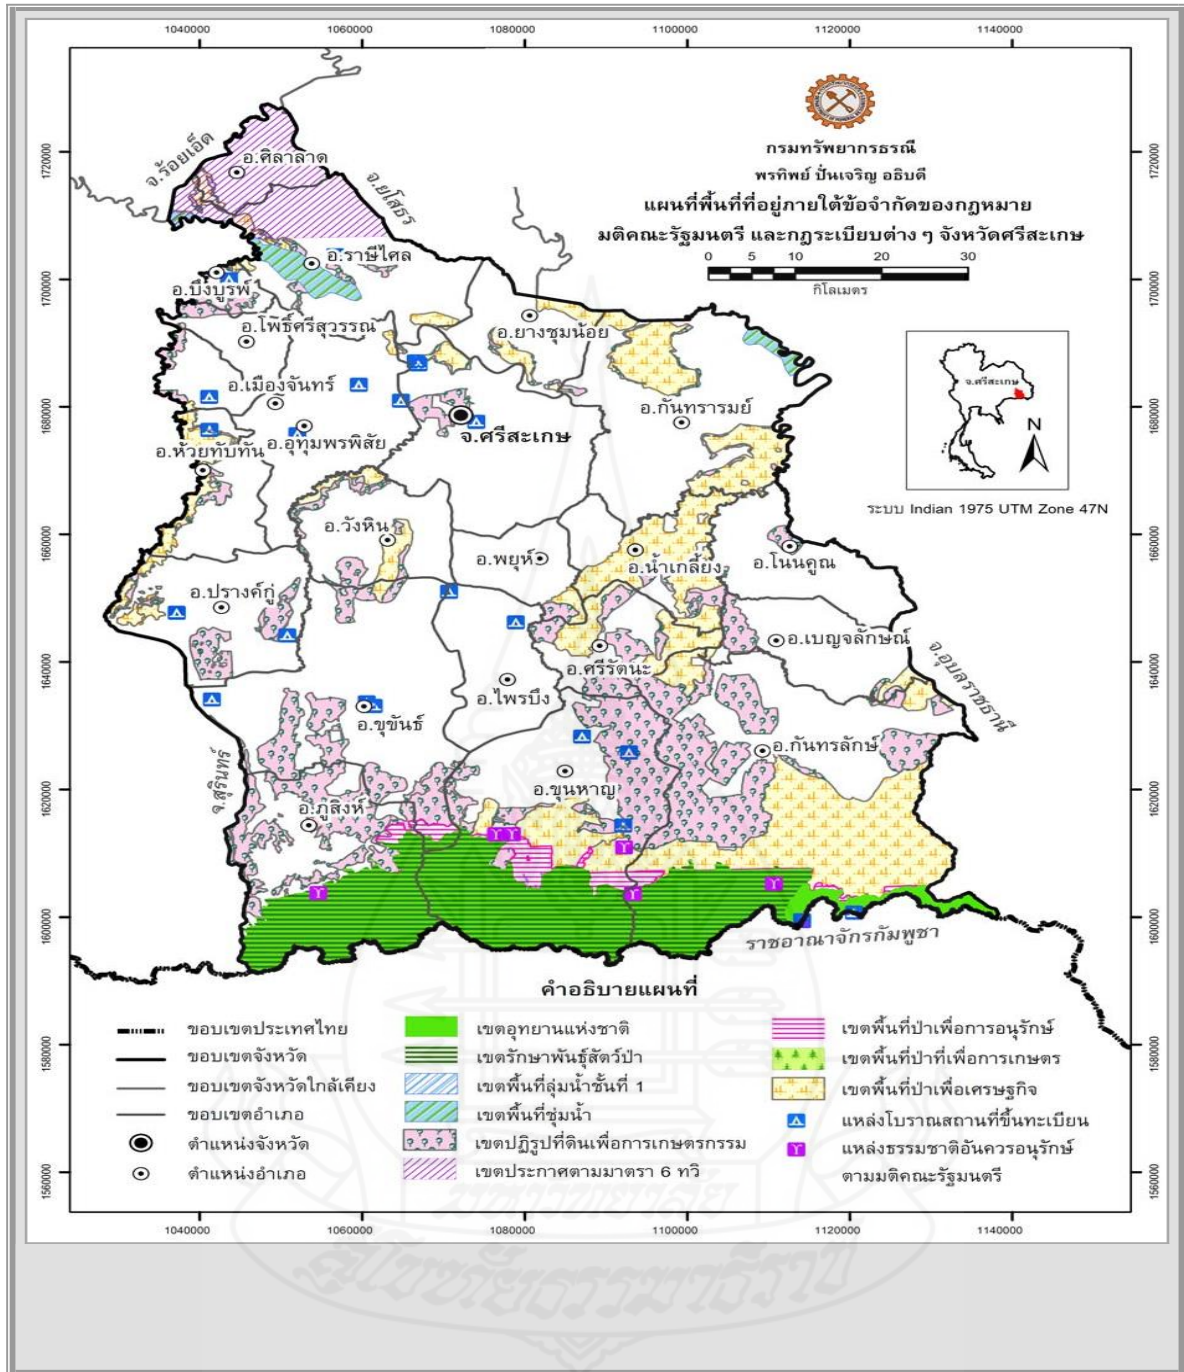 1040000 1060000 1080000 1100000 1120000 1140000
กรมทรัพยากรธรณี
พรทิพย์ ปั่นเจริญ อธิบดี
แผนที่พื้นที่ที่อยู่ภายใต้ข้อจำกัดของกฎหมาย
มติคณะรัฐมนตรี และกฎระเบียบต่าง ๆ จังหวัดศรีสะเกษ
0 5 10 20 30
กิโลเมตร
1720000 1720000
1700000 1700000
1680000 1680000
1660000 1660000
1640000 1640000
1620000 1620000
1600000 1600000
1580000 1580000
1560000 1560000
จ.ร้อยเอ็ด
อ.ศิลาลาด
จ.ยโสธร
อ.ราษีไศล
อ.บึงบูรพ์
อ.โพธิ์ศรีสุวรรณ
อ.ยางชุมน้อย
อ.เมืองจันทร์
อ.กันทรารมย์
จ.ศรีสะเกษ
อ.อุทุมพรพิสัย
อ.ห้วยทับทัน
จ.ศรีสะเกษ
N
ระบบ Indian 1975 UTM Zone 47N
อ.วังหิน
อ.พยุห์
อ.น้ำเกลี้ยง
อ.โนนคูณ
อ.ปรางค์กู่
อ.เบญจลักษณ์
อ.ศรีรัตนะ
จ.อุบลราชธานี
อ.ไพรบึง
อ.ขุขันธ์
อ.กันทรลักษ์
จ.สุรินทร์
อ.ขุนหาญ
อ.ภูสิงห์
ราชอาณาจักรกัมพูชา
คำอธิบายแผนที่
ขอบเขตประเทศไทย
ขอบเขตจังหวัด
ขอบเขตจังหวัดใกล้เคียง
ขอบเขตอำเภอ
ตำแหน่งจังหวัด
ตำแหน่งอำเภอ
เขตอุทยานแห่งชาติ
เขตรักษาพันธุ์สัตว์ป่า
เขตพื้นที่ลุ่มน้ำชั้นที่ 1
เขตพื้นที่ชุ่มน้ำ
เขตปฏิรูปที่ดินเพื่อการเกษตรกรรม
เขตประกาศตามมาตรา 6 ทวิ
เขตพื้นที่ป่าเพื่อการอนุรักษ์
เขตพื้นที่ป่าที่เพื่อการเกษตร
เขตพื้นที่ป่าเพื่อเศรษฐกิจ
แหล่งโบราณสถานที่ขึ้นทะเบียน
แหล่งธรรมชาติอันควรอนุรักษ์
ตามมติคณะรัฐมนตรี
1040000 1060000 1080000 1100000 1120000 1140000